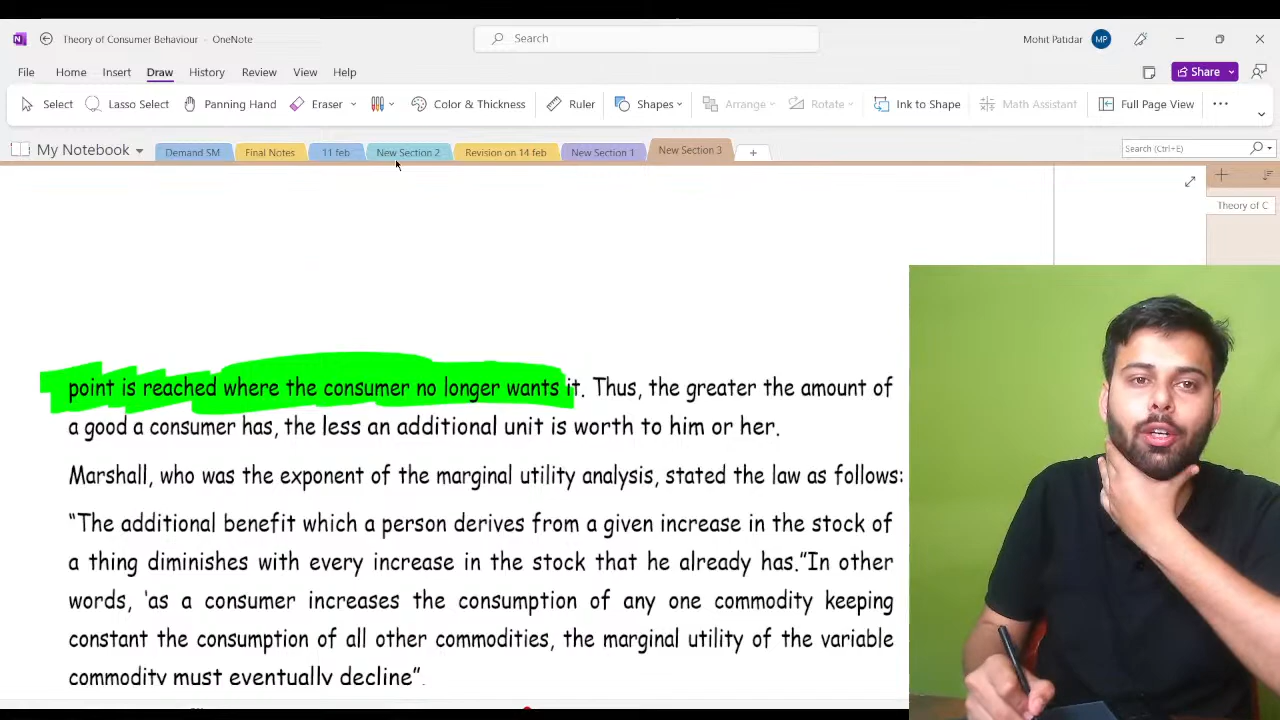 Theory of Consumer Behaviour - OneNote
Search
Mohit Patidar
MP
File Home Insert Draw History Review View Help
Share
Select Lasso Select Panning Hand Eraser Color & Thickness Ruler Shapes Arrange Rotate Ink to Shape Math Assistant Full Page View
My Notebook Demand SM Final Notes 11 feb New Section 2 Revision on 14 feb New Section 1 New Section 3 +
Search (Ctrl+E)
Theory of C
point is reached where the consumer no longer wants it. Thus, the greater the amount of
a good a consumer has, the less an additional unit is worth to him or her.
Marshall, who was the exponent of the marginal utility analysis, stated the law as follows:
“The additional benefit which a person derives from a given increase in the stock of
a thing diminishes with every increase in the stock that he already has.”In other
words, ‘as a consumer increases the consumption of any one commodity keeping
constant the consumption of all other commodities, the marginal utility of the variable
commodity must eventually decline”.